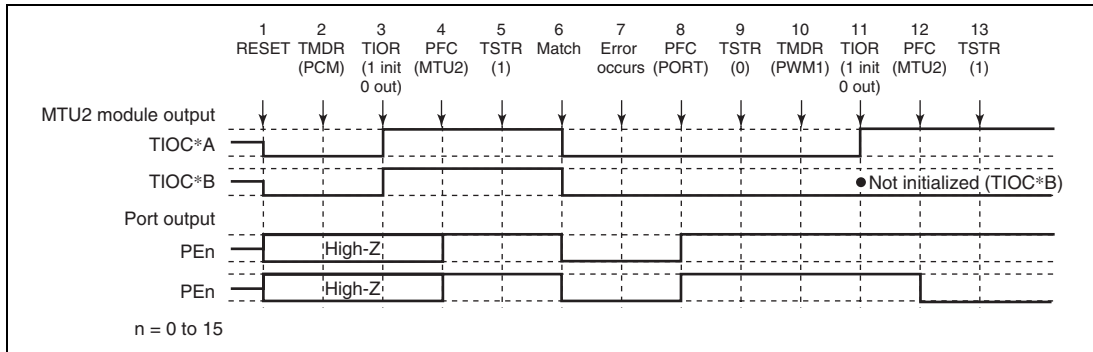 1 2 3 4 5 6 7 8 9 10 11 12 13
RESET TMDR TIOR PFC TSTR Match Error PFC TSTR TMDR TIOR PFC TSTR
(PCM) (1 init (MTU2) (1) occurs (PORT) (0) (PWM1) (1 init (MTU2) (1)
0 out) 0 out)
MTU2 module output
TIOC*A
TIOC*B
Not initialized (TIOC*B)
Port output
PEn
High-Z
PEn
High-Z
n = 0 to 15